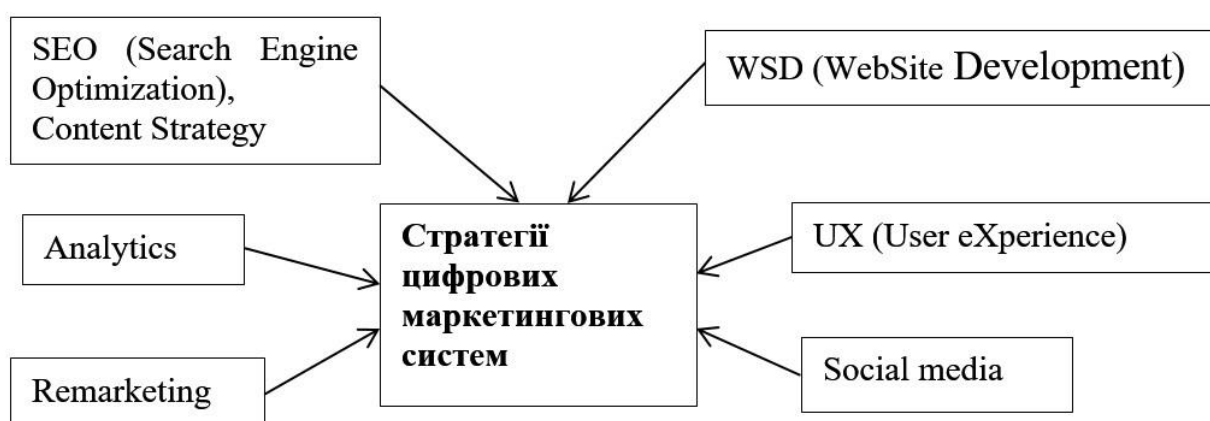 SEO (Search Engine
Optimization),
Content Strategy
WSD (WebSite Development)
Analytics
Стратегії
цифрових
маркетингових
систем
UX (User eXperience)
Remarketing
Social media